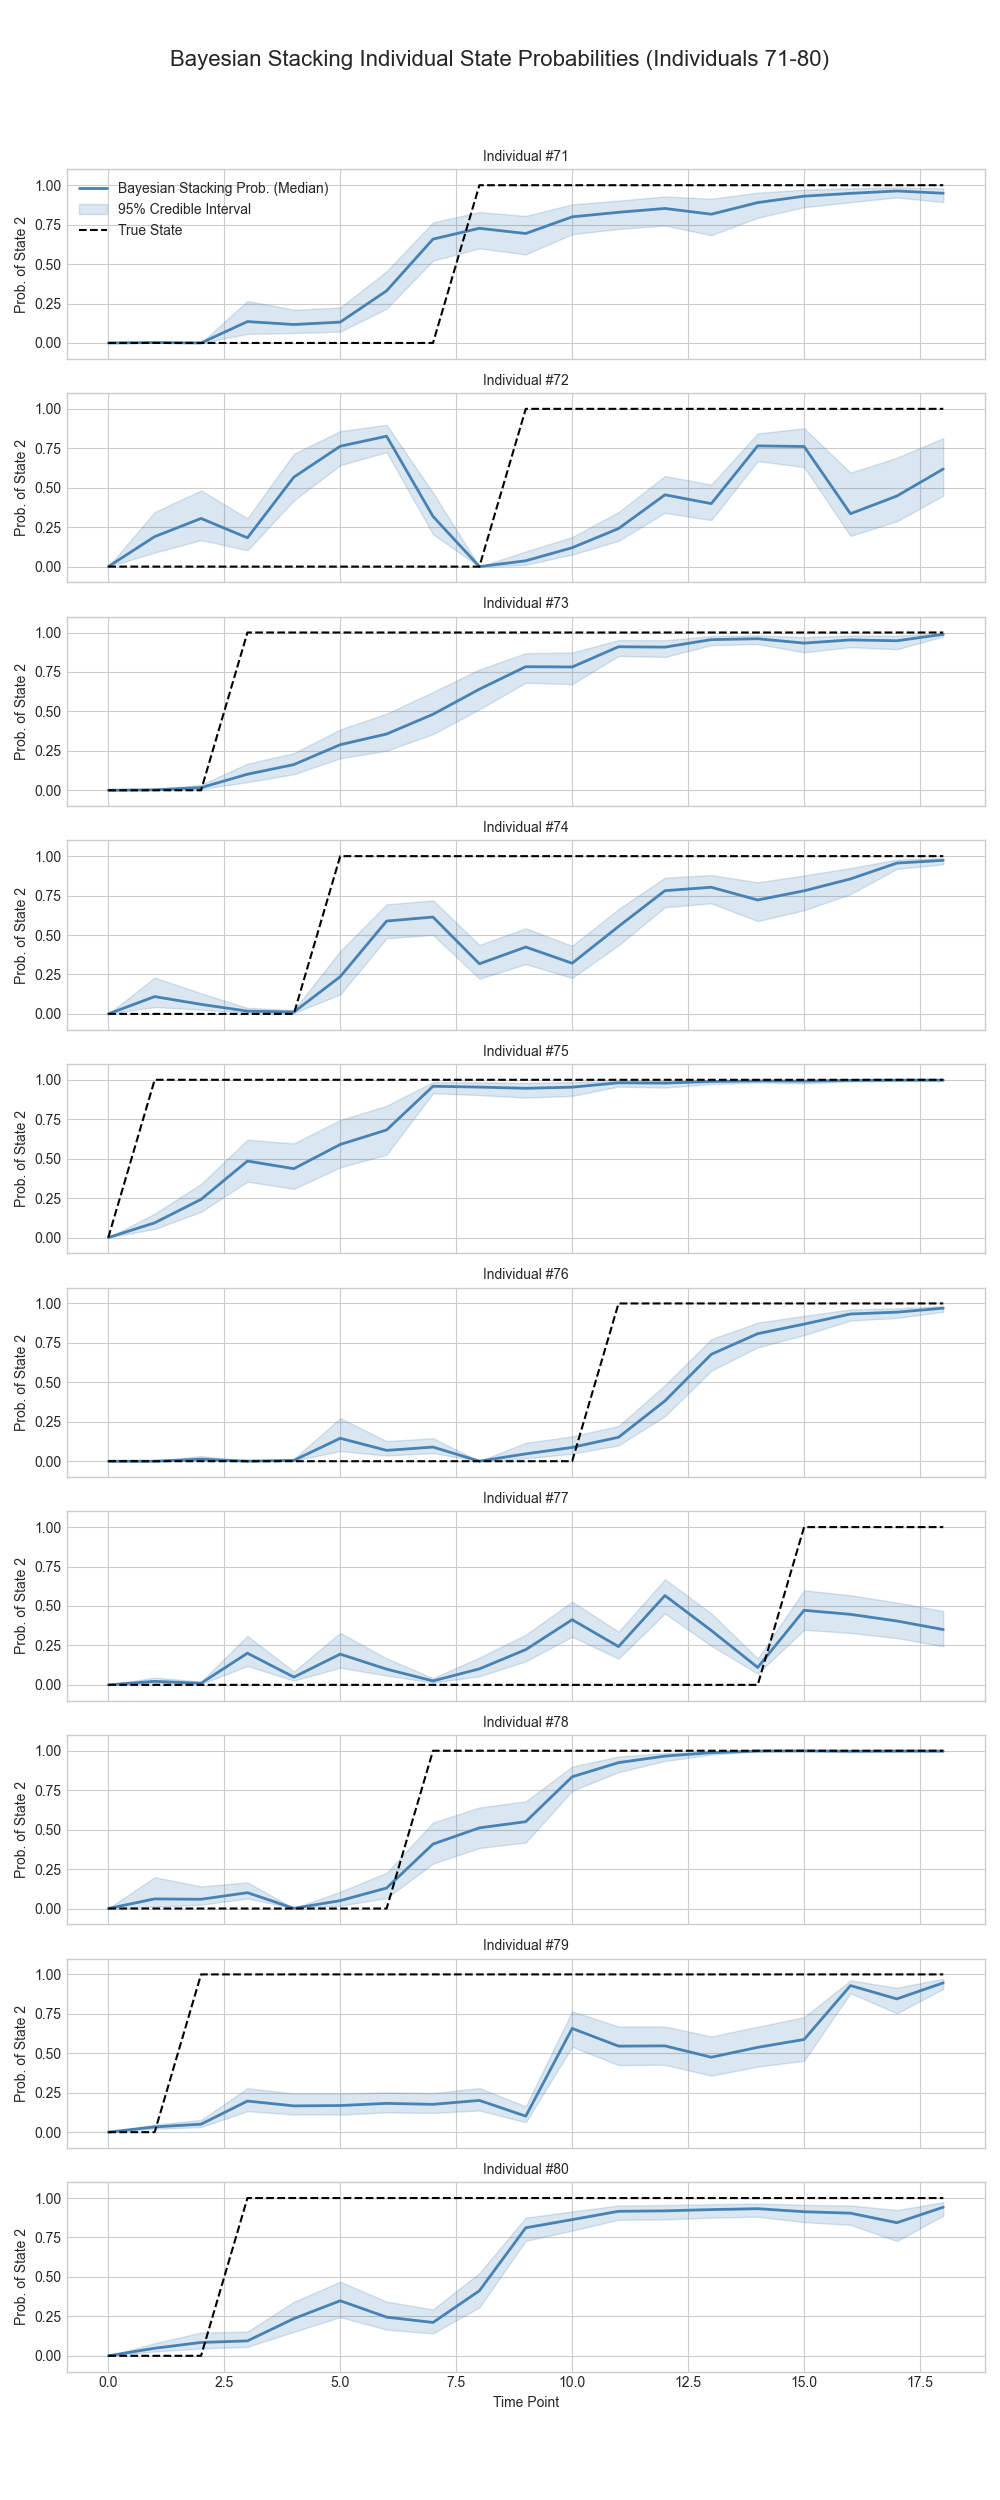 Bayesian Stacking Individual State Probabilities (Individuals 71-80)
Individual #71
Bayesian Stacking Prob. (Median)
95% Credible Interval
True State
1.00
0.75
0.50
0.25
0.00
Prob. of State 2
Individual #72
1.00
0.75
0.50
0.25
0.00
Prob. of State 2
Individual #73
1.00
0.75
0.50
0.25
0.00
Prob. of State 2
Individual #74
1.00
0.75
0.50
0.25
0.00
Prob. of State 2
Individual #75
1.00
0.75
0.50
0.25
0.00
Prob. of State 2
Individual #76
1.00
0.75
0.50
0.25
0.00
Prob. of State 2
Individual #77
1.00
0.75
0.50
0.25
0.00
Prob. of State 2
Individual #78
1.00
0.75
0.50
0.25
0.00
Prob. of State 2
Individual #79
1.00
0.75
0.50
0.25
0.00
Prob. of State 2
Individual #80
1.00
0.75
0.50
0.25
0.00
Prob. of State 2
0.0 2.5 5.0 7.5 10.0 12.5 15.0 17.5
Time Point